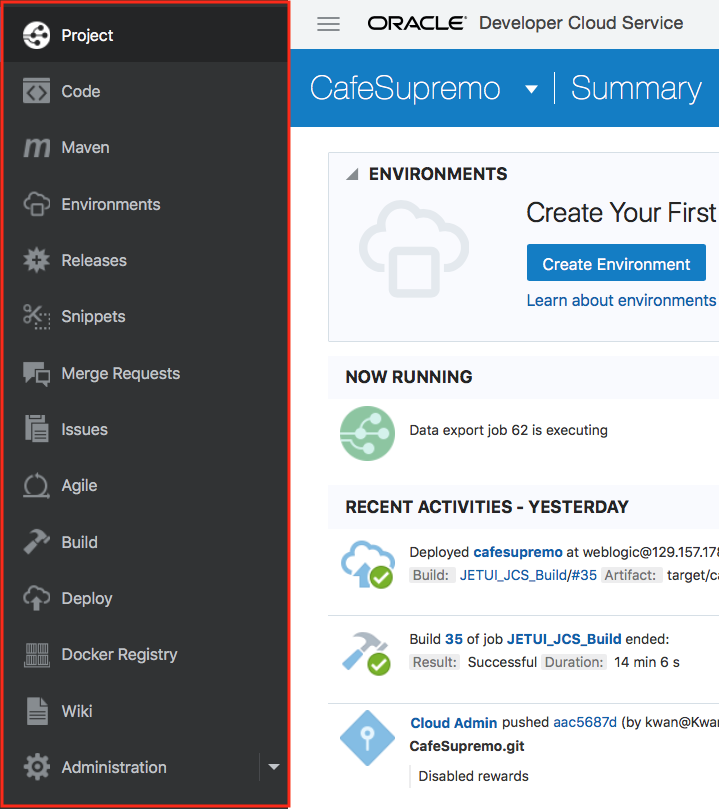 Project
Code
Maven
Environments
Releases
Snippets
Merge Requests
Issues
Agile
Build
Deploy
Docker Registry
Wiki
Administration
ORACLE® Developer Cloud Service
CafeSupremo Summary
ENVIRONMENTS
Create Your First
Create Environment
Learn about environments
NOW RUNNING
Data export job 62 is executing
RECENT ACTIVITIES - YESTERDAY
Deployed cafesupremo at weblogic@129.157.178
Build: JETUI_JCS_Build/#35 Artifact: target/ca
Build 35 of job JETUI_JCS_Build ended:
Result: Successful Duration: 14 min 6 s
Cloud Admin pushed aac5687d (by kwan@Kwan
CafeSupremo.git
Disabled rewards